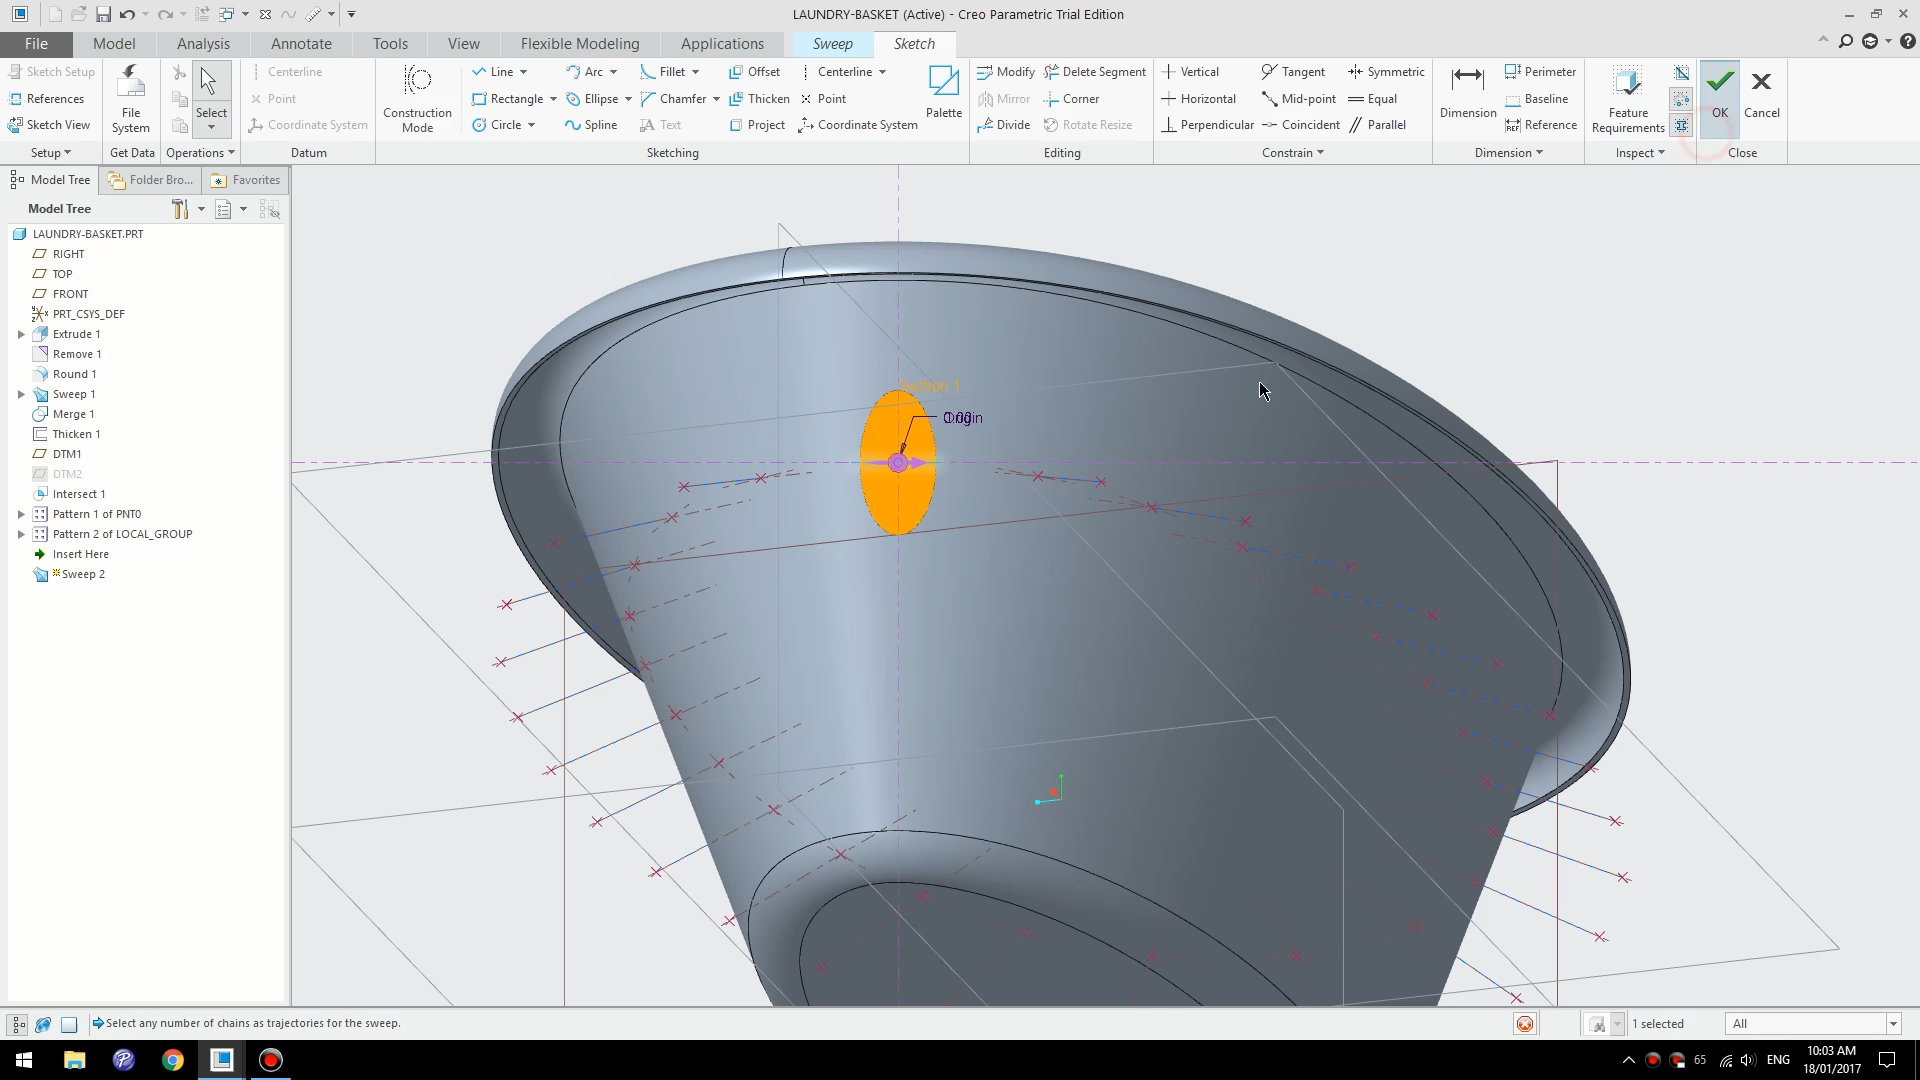 LAUNDRY-BASKET (Active) - Creo Parametric Trial Edition
File Model Analysis Annotate Tools View Flexible Modeling Applications Sweep Sketch
Sketch Setup
References
Sketch View
Setup
File System
Get Data
Select
Operations
Centerline
Point
Coordinate System
Datum
Construction Mode
Line Arc Fillet Offset Centerline
Rectangle Ellipse Chamfer Thicken Point
Circle Spline Text Project Coordinate System
Palette
Sketching
Modify Delete Segment
Mirror Corner
Divide Rotate Resize
Editing
Vertical Tangent Symmetric
Horizontal Mid-point Equal
Perpendicular Coincident Parallel
Constrain
Dimension
Perimeter
Baseline
Reference
Dimension
Feature Requirements
Inspect
OK
Cancel
Close
Model Tree Folder Bro... Favorites
Model Tree
LAUNDRY-BASKET.PRT
RIGHT
TOP
FRONT
PRT_CSYS_DEF
Extrude 1
Remove 1
Round 1
Sweep 1
Merge 1
Thicken 1
DTM1
DTM2
Intersect 1
Pattern 1 of PNT0
Pattern 2 of LOCAL_GROUP
Insert Here
Sweep 2
Section 1
Select any number of chains as trajectories for the sweep.
1 selected
All
65
ENG
10:03 AM
18/01/2017